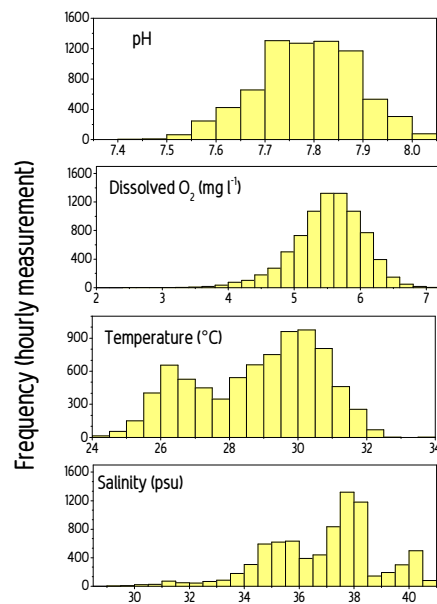 Frequency (hourly measurement)
pH
1600
1200
800
400
0
7.4 7.5 7.6 7.7 7.8 7.9 8.0
Dissolved O₂ (mg l⁻¹)
1600
1200
800
400
0
2 3 4 5 6 7
Temperature (°C)
900
600
300
0
24 26 28 30 32 34
Salinity (psu)
1600
1200
800
400
0
30 32 34 36 38 40